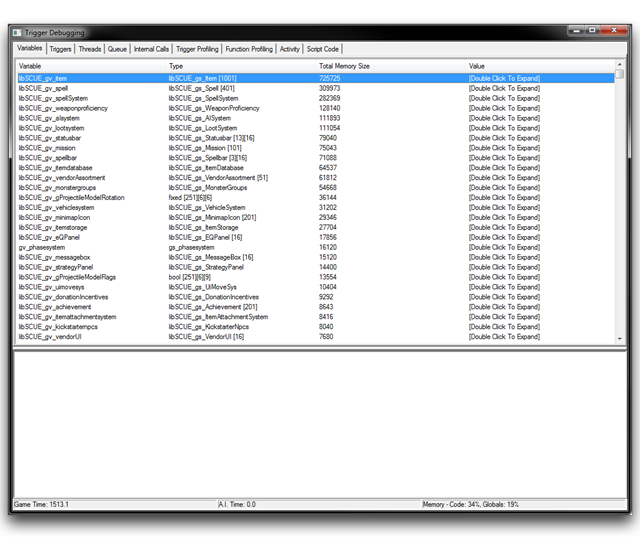 Trigger Debugging
Variables Triggers Threads Queue Internal Calls Trigger Profiling Function Profiling Activity Script Code
Variable Type Total Memory Size Value
libSCUE_gv_item libSCUE_gs_Item [1001] 725725 [Double Click To Expand]
libSCUE_gv_spell libSCUE_gs_Spell [401] 309973 [Double Click To Expand]
libSCUE_gv_spellSystem libSCUE_gs_SpellSystem 282369 [Double Click To Expand]
libSCUE_gv_weaponproficiency libSCUE_gs_WeaponProficiency 128140 [Double Click To Expand]
libSCUE_gv_aisystem libSCUE_gs_AISystem 111893 [Double Click To Expand]
libSCUE_gv_lootsystem libSCUE_gs_LootSystem 111054 [Double Click To Expand]
libSCUE_gv_statusbar libSCUE_gs_Statusbar [13][16] 79040 [Double Click To Expand]
libSCUE_gv_mission libSCUE_gs_Mission [101] 75043 [Double Click To Expand]
libSCUE_gv_spellbar libSCUE_gs_Spellbar [3][16] 71088 [Double Click To Expand]
libSCUE_gv_itemdatabase libSCUE_gs_ItemDatabase 64537 [Double Click To Expand]
libSCUE_gv_vendorAssortment libSCUE_gs_VendorAssortment [51] 61812 [Double Click To Expand]
libSCUE_gv_monstergroups libSCUE_gs_MonsterGroups 54668 [Double Click To Expand]
libSCUE_gv_gProjectileModelRotation fixed [251][6][6] 36144 [Double Click To Expand]
libSCUE_gv_vehiclesystem libSCUE_gs_VehicleSystem 31202 [Double Click To Expand]
libSCUE_gv_minimapIcon libSCUE_gs_MinimapIcon [201] 29346 [Double Click To Expand]
libSCUE_gv_itemstorage libSCUE_gs_ItemStorage 27704 [Double Click To Expand]
libSCUE_gv_eQPanel libSCUE_gs_EQPanel [16] 17856 [Double Click To Expand]
gv_phasesystem gs_phasesystem 16120 [Double Click To Expand]
libSCUE_gv_messagebox libSCUE_gs_MessageBox [16] 15120 [Double Click To Expand]
libSCUE_gv_strategyPanel libSCUE_gs_StrategyPanel 14400 [Double Click To Expand]
libSCUE_gv_gProjectileModelFlags bool [251][6][9] 13554 [Double Click To Expand]
libSCUE_gv_uimovesys libSCUE_gs_UiMoveSys 10404 [Double Click To Expand]
libSCUE_gv_donationIncentives libSCUE_gs_DonationIncentives 9292 [Double Click To Expand]
libSCUE_gv_achievement libSCUE_gs_Achievement [201] 8643 [Double Click To Expand]
libSCUE_gv_itemattachmentsystem libSCUE_gs_ItemAttachmentSystem 8416 [Double Click To Expand]
libSCUE_gv_kickstarternpcs libSCUE_gs_KickstarterNpcs 8040 [Double Click To Expand]
libSCUE_gv_vendorUI libSCUE_gs_VendorUI [16] 7680 [Double Click To Expand]
Game Time: 1513.1 A.I. Time: 0.0 Memory - Code: 34%, Globals: 19%